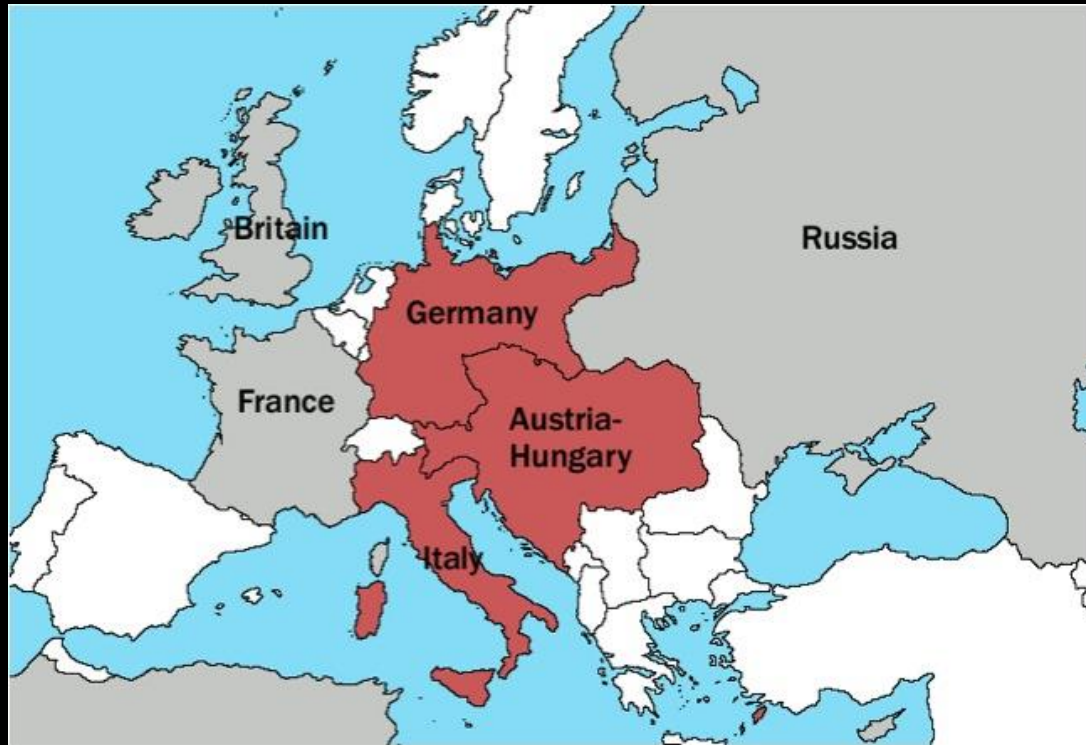 Britain
Russia
Germany
France
Austria-
Hungary
Italy